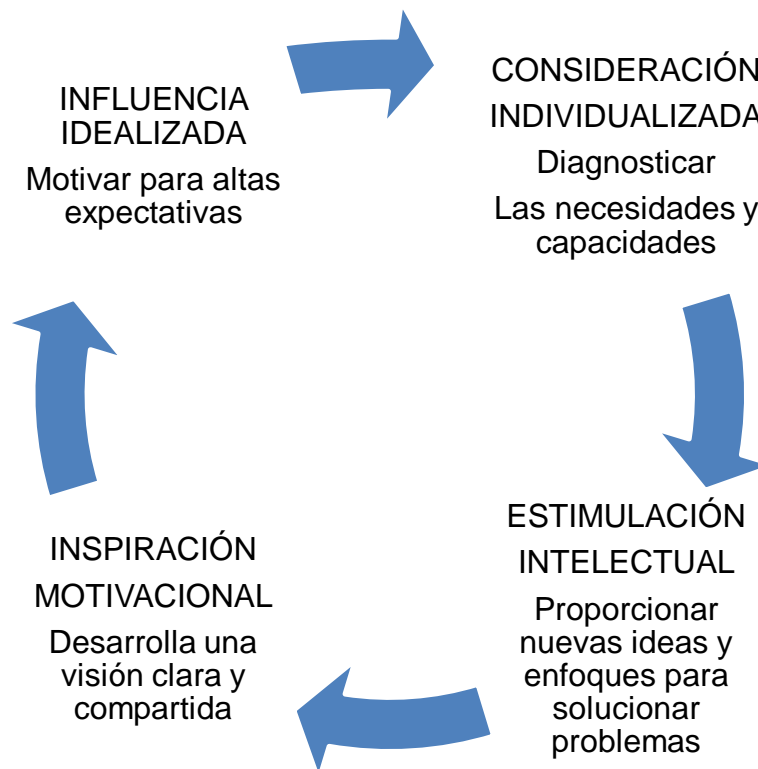 INFLUENCIA
IDEALIZADA
Motivar para altas
expectativas
CONSIDERACIÓN
INDIVIDUALIZADA
Diagnosticar
Las necesidades y
capacidades
ESTIMULACIÓN
INTELECTUAL
Proporcionar
nuevas ideas y
enfoques para
solucionar
problemas
INSPIRACIÓN
MOTIVACIONAL
Desarrolla una
visión clara y
compartida